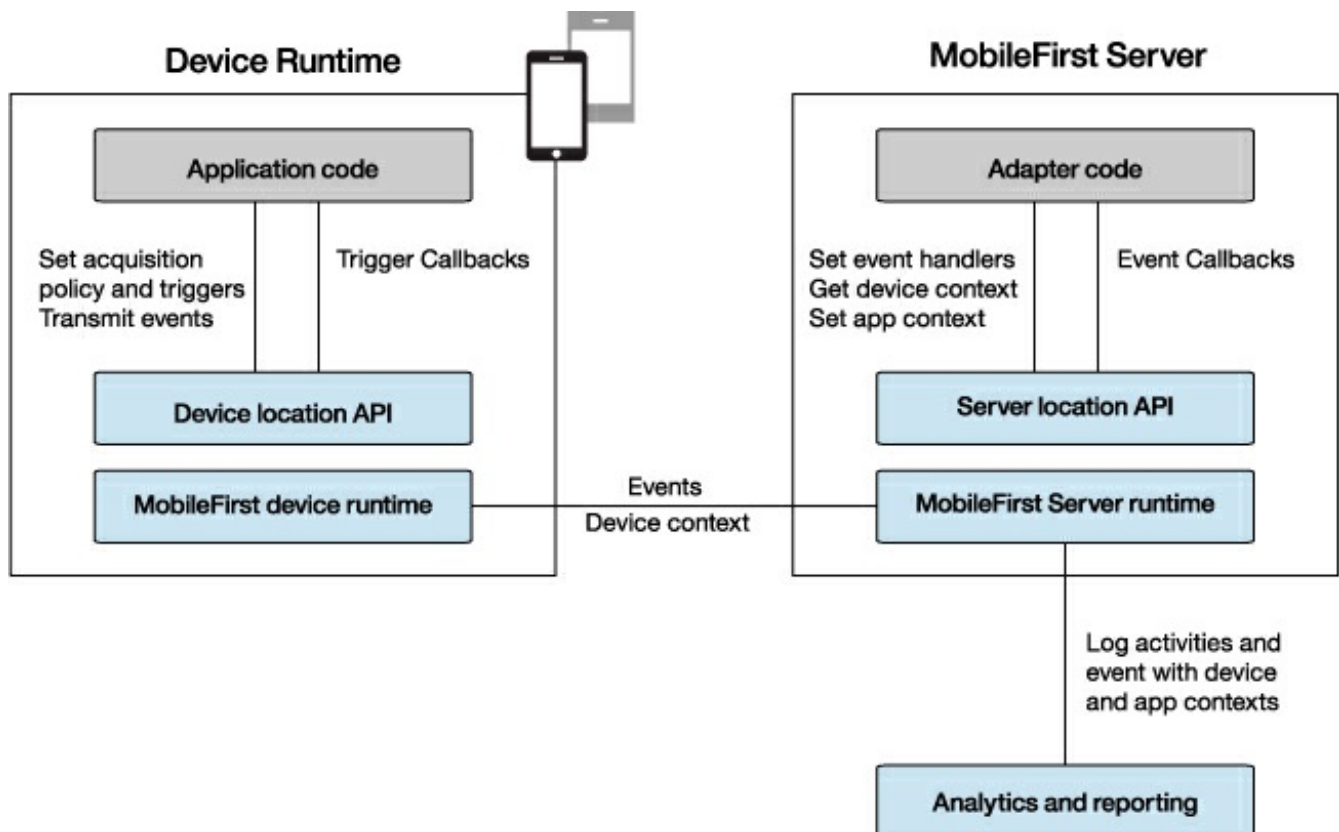 Device Runtime
MobileFirst Server
Application code
Set acquisition
policy and triggers
Transmit events
Trigger Callbacks
Device location API
MobileFirst device runtime
Events
Device context
Adapter code
Set event handlers
Get device context
Set app context
Event Callbacks
Server location API
MobileFirst Server runtime
Log activities and
event with device
and app contexts
Analytics and reporting